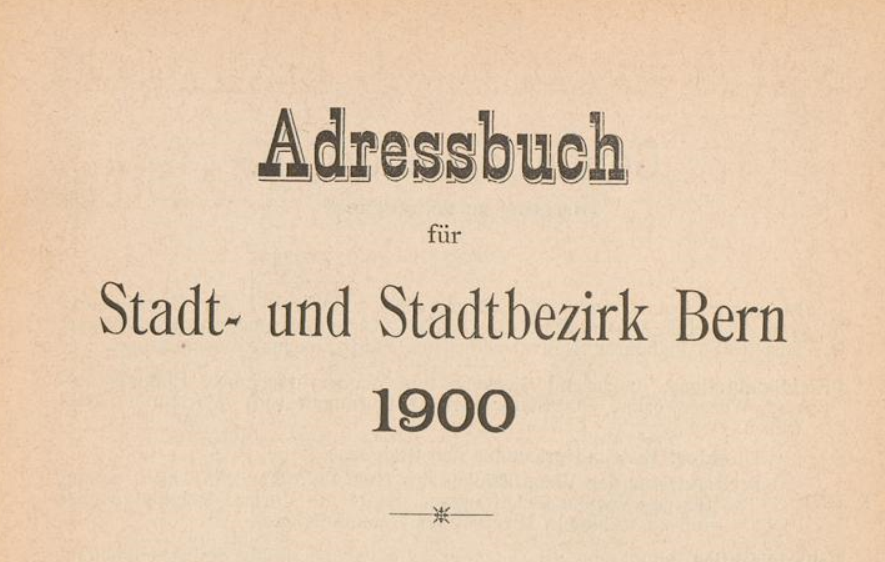 Adressbuch
für
Stadt- und Stadtbezirk Bern
1900